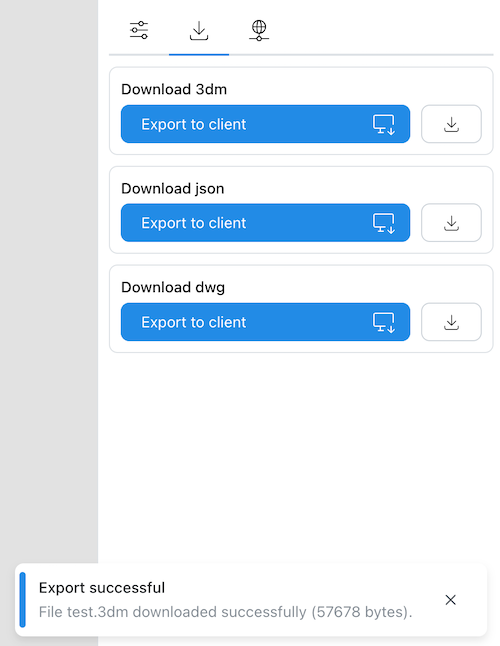 Download 3dm
Export to client
Download json
Export to client
Download dwg
Export to client
Export successful
File test.3dm downloaded successfully (57678 bytes).